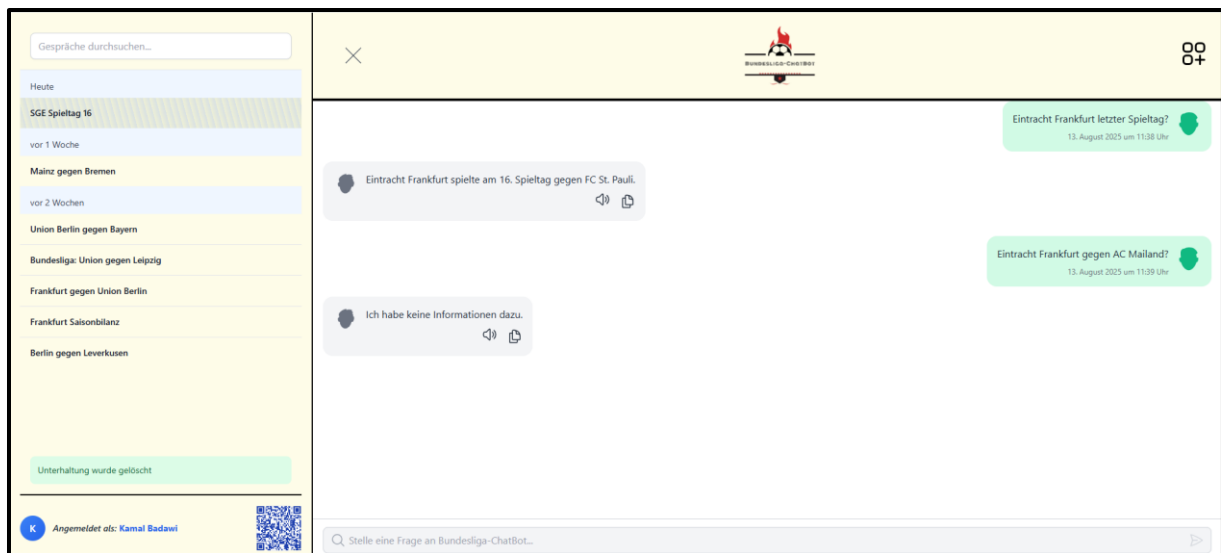 Gespräche durchsuchen...
Heute
SGE Spieltag 16
vor 1 Woche
Mainz gegen Bremen
vor 2 Wochen
Union Berlin gegen Bayern
Bundesliga: Union gegen Leipzig
Frankfurt gegen Union Berlin
Frankfurt Saisonbilanz
Berlin gegen Leverkusen
Unterhaltung wurde gelöscht
K
Angemeldet als: Kamal Badawi
Bundesliga-ChatBot
Eintracht Frankfurt letzter Spieltag?
13. August 2025 um 11:38 Uhr
Eintracht Frankfurt spielte am 16. Spieltag gegen FC St. Pauli.
Eintracht Frankfurt gegen AC Mailand?
13. August 2025 um 11:39 Uhr
Ich habe keine Informationen dazu.
Stelle eine Frage an Bundesliga-ChatBot...